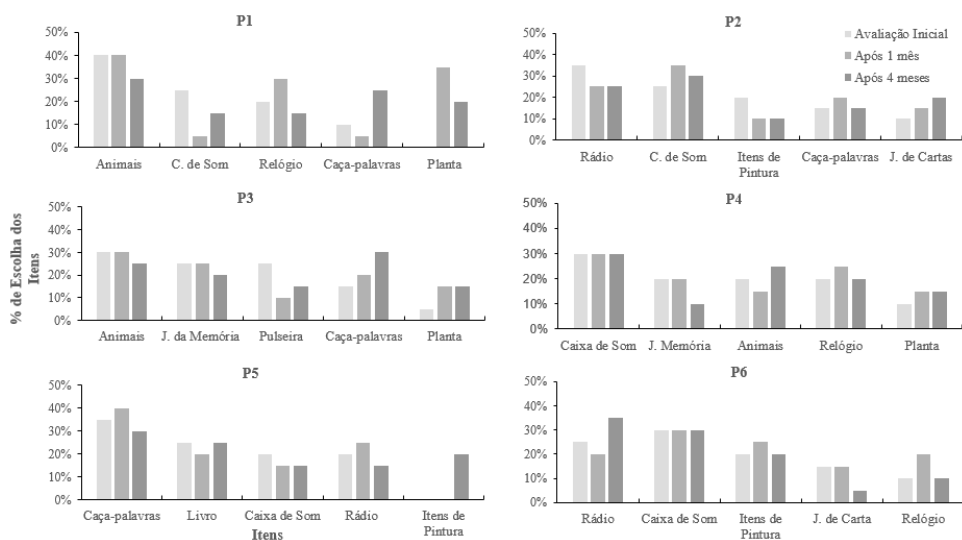 P1
50%
40%
30%
20%
10%
0%
Animais C. de Som Relógio Caça-palavras Planta
P2
Avaliação Inicial
Após 1 mês
Após 4 meses
50%
40%
30%
20%
10%
0%
Rádio C. de Som Itens de Caça-palavras J. de Cartas
Pintura
% de Escolha dos
Itens
P3
50%
40%
30%
20%
10%
0%
Animais J. da Memória Pulseira Caça-palavras Planta
P4
50%
40%
30%
20%
10%
0%
Caixa de Som J. Memória Animais Relógio Planta
P5
50%
40%
30%
20%
10%
0%
Caça-palavras Livro Caixa de Som Rádio Itens de
Pintura
Itens
P6
50%
40%
30%
20%
10%
0%
Rádio Caixa de Som Itens de J. de Carta Relógio
Pintura